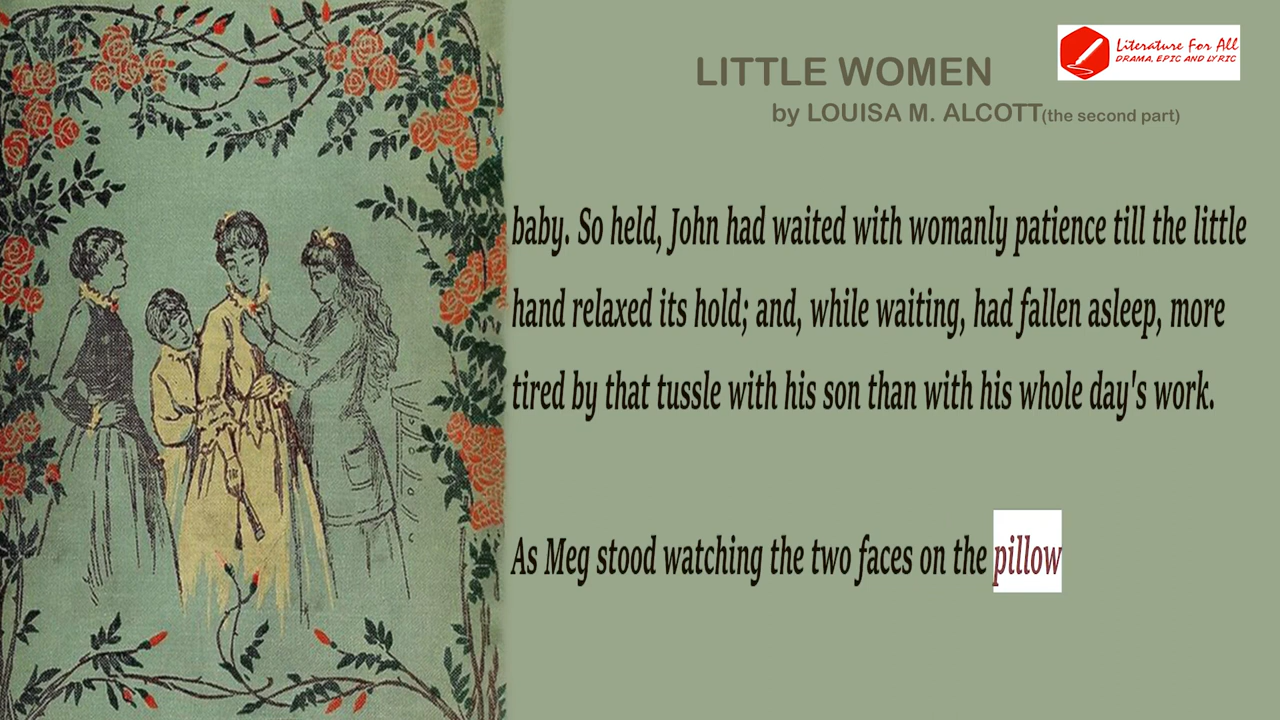 LITTLE WOMEN
by LOUISA M. ALCOTT(the second part)
Literature For All
DRAMA, EPIC AND LYRIC
baby. So held, John had waited with womanly patience till the little
hand relaxed its hold; and, while waiting, had fallen asleep, more
tired by that tussle with his son than with his whole day's work.
As Meg stood watching the two faces on the pillow